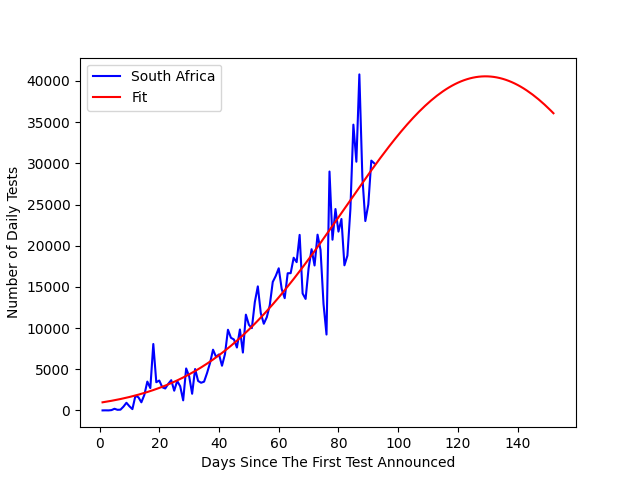 South Africa
Fit
Number of Daily Tests
40000
35000
30000
25000
20000
15000
10000
5000
0
0 20 40 60 80 100 120 140
Days Since The First Test Announced